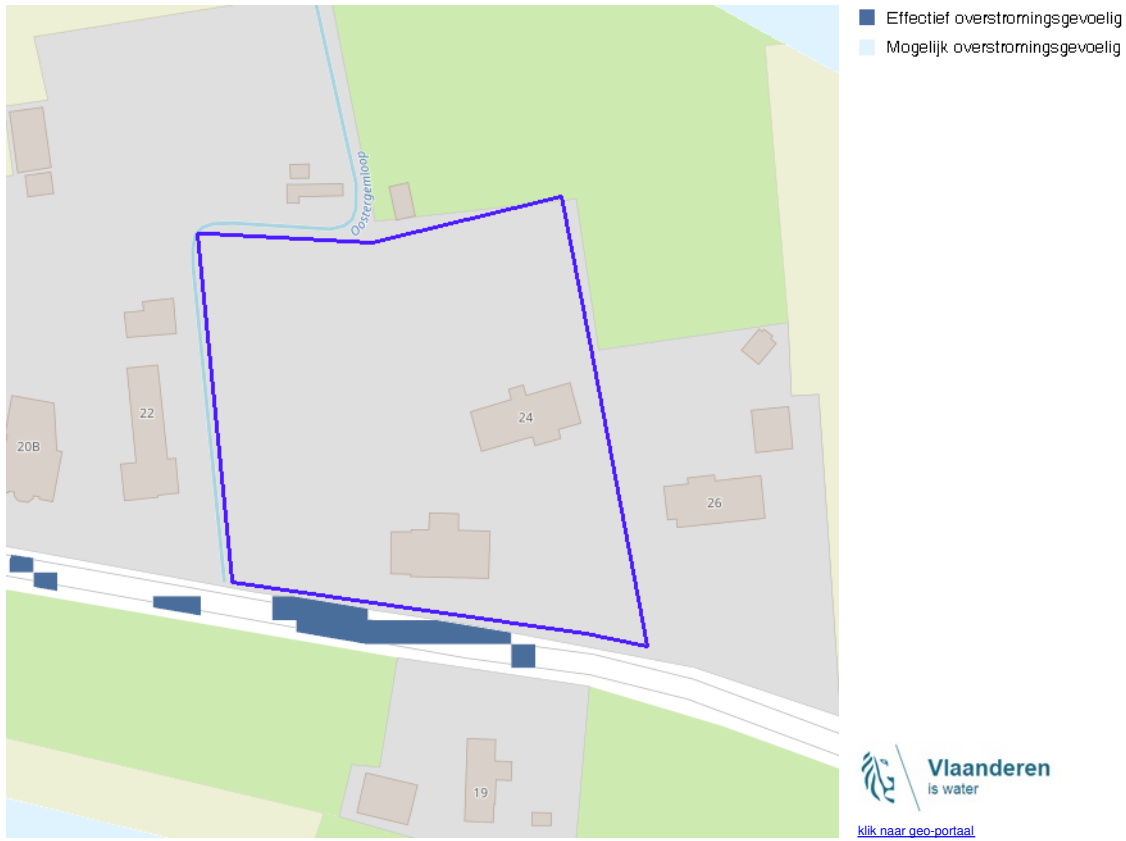 Effectief overstromingsgevoelig
Mogelijk overstromingsgevoelig
Oostergemloop
22
20B
24
26
19
Vlaanderen
is water
klik naar geo-portaal